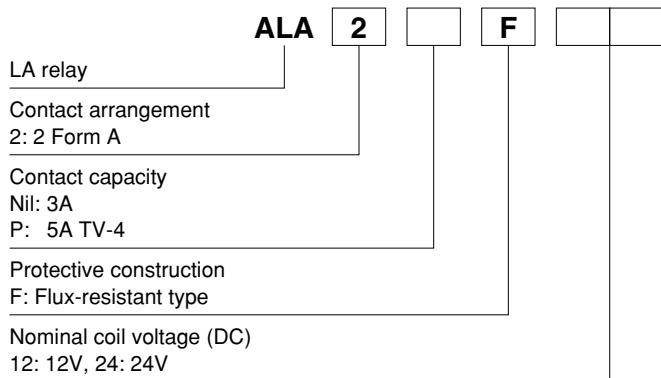 ALA 2 F
LA relay
Contact arrangement
2: 2 Form A
Contact capacity
Nil: 3A
P: 5A TV-4
Protective construction
F: Flux-resistant type
Nominal coil voltage (DC)
12: 12V, 24: 24V